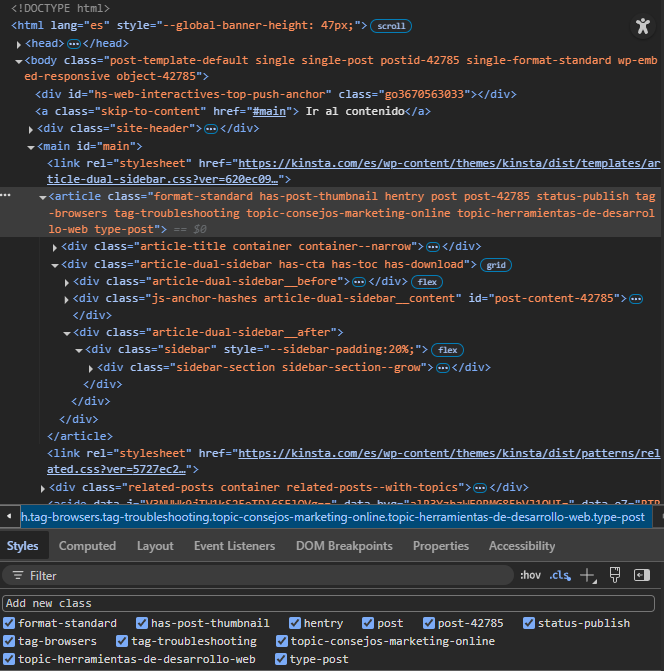 <!DOCTYPE html>
<html lang="es" style="--global-banner-height: 47px;"> scroll
<head> ⋯ </head>
<body class="post-template-default single single-post postid-42785 single-format-standard wp-emb
ed-responsive object-42785">
<div id="hs-web-interactives-top-push-anchor" class="go3670563033"></div>
<a class="skip-to-content" href="#main"> Ir al contenido</a>
<div class="site-header"> ⋯ </div>
<main id="main">
<link rel="stylesheet" href="https://kinsta.com/es/wp-content/themes/kinsta/dist/templates/ar
ticle-dual-sidebar.css?ver=620ec09…">
<article class="format-standard has-post-thumbnail hentry post post-42785 status-publish tag
-browsers tag-troubleshooting topic-consejos-marketing-online topic-herramientas-de-desarrol
lo-web type-post"> == $0
<div class="article-title container container--narrow"> ⋯ </div>
<div class="article-dual-sidebar has-cta has-toc has-download"> grid
<div class="article-dual-sidebar__before"> ⋯ </div> flex
<div class="js-anchor-hashes article-dual-sidebar__content" id="post-content-42785"> ⋯
</div>
<div class="article-dual-sidebar__after">
<div class="sidebar" style="--sidebar-padding:20%;"> flex
<div class="sidebar-section sidebar-section--grow"> ⋯ </div>
</div>
</div>
</div>
</article>
<link rel="stylesheet" href="https://kinsta.com/es/wp-content/themes/kinsta/dist/patterns/rel
ated.css?ver=5727ec2…">
<div class="related-posts container related-posts--with-topics"> ⋯ </div>
h.tag-browsers.tag-troubleshooting.topic-consejos-marketing-online.topic-herramientas-de-desarrollo-web.type-post
Styles Computed Layout Event Listeners DOM Breakpoints Properties Accessibility
Filter :hov .cls
Add new class
format-standard has-post-thumbnail hentry post post-42785 status-publish
tag-browsers tag-troubleshooting topic-consejos-marketing-online
topic-herramientas-de-desarrollo-web type-post